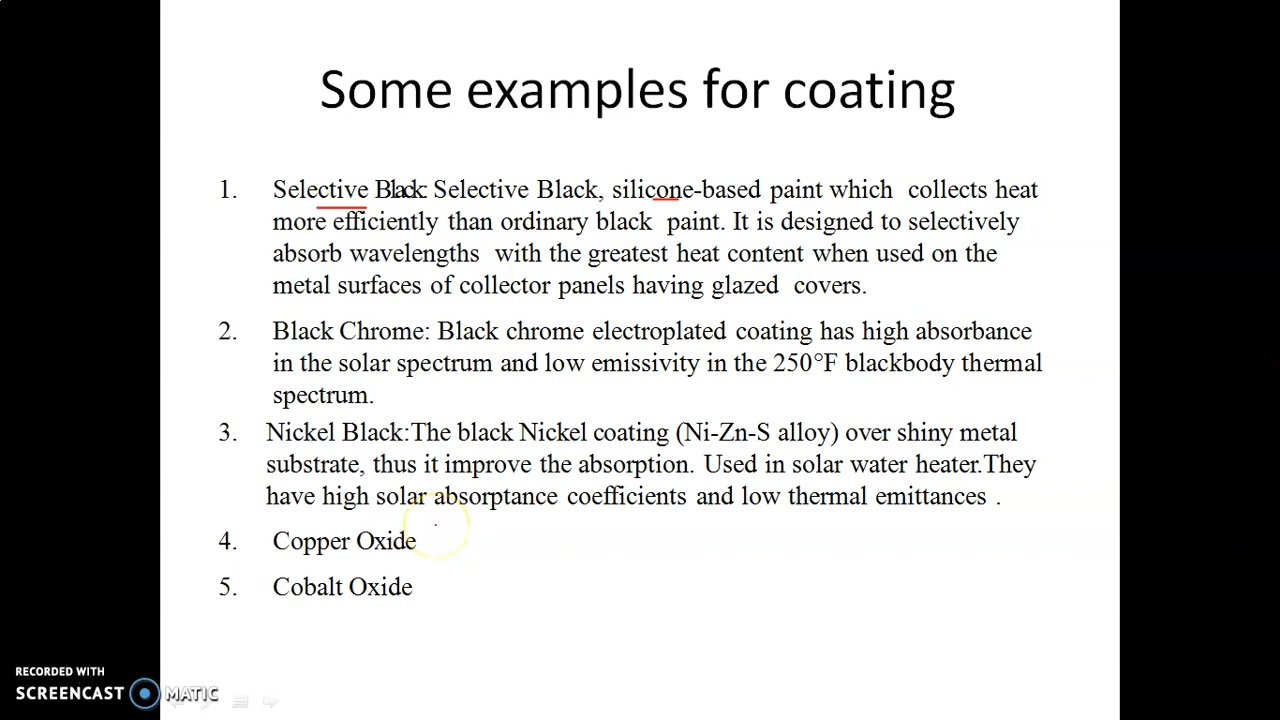 Some examples for coating
1. Selective Black: Selective Black, silicone-based paint which collects heat
more efficiently than ordinary black paint. It is designed to selectively
absorb wavelengths with the greatest heat content when used on the
metal surfaces of collector panels having glazed covers.
2. Black Chrome: Black chrome electroplated coating has high absorbance
in the solar spectrum and low emissivity in the 250°F blackbody thermal
spectrum.
3. Nickel Black:The black Nickel coating (Ni-Zn-S alloy) over shiny metal
substrate, thus it improve the absorption. Used in solar water heater.They
have high solar absorptance coefficients and low thermal emittances .
4. Copper Oxide
5. Cobalt Oxide
RECORDED WITH
SCREENCAST MATIC